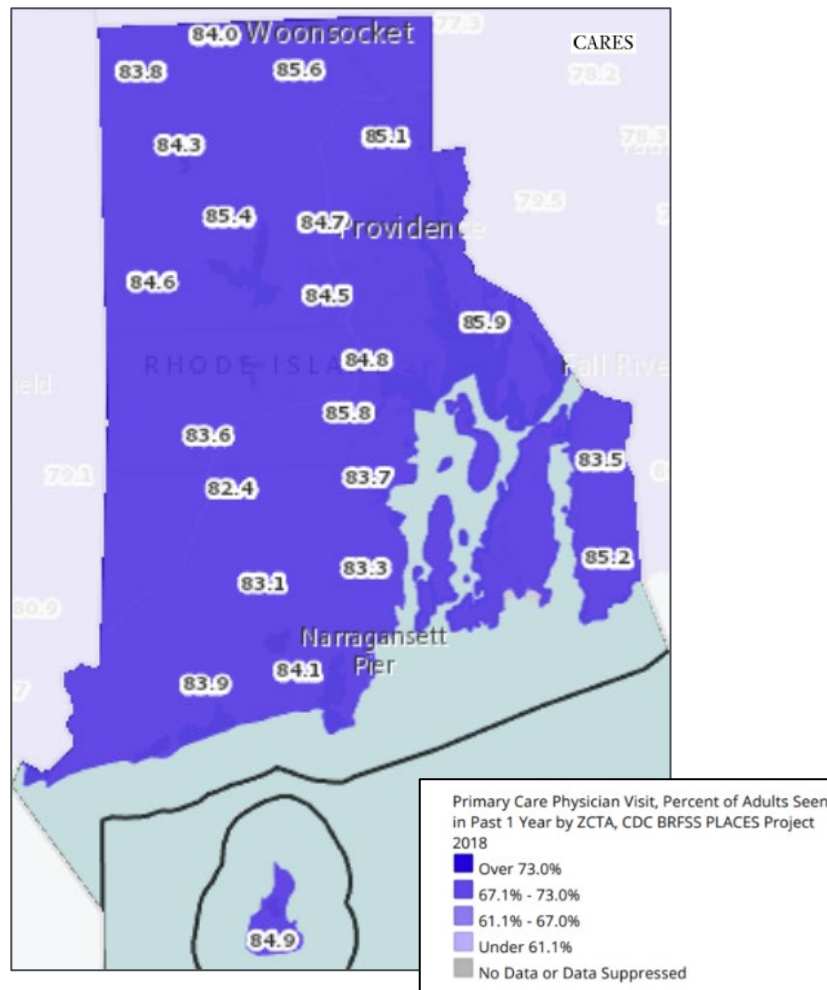 84.0 Woonsocket
77.3
CARES
83.8
85.6
78.2
84.3
85.1
78.3
79.5
85.4
84.7 Providence
84.6
84.5
85.9
RHODE ISLA
84.8
Fall Rive
ield
85.8
83.6
79.1
83.5
82.4
83.7
85.2
83.3
83.1
80.9
Narragansett
Pier
84.1
83.9
7
84.9
Primary Care Physician Visit, Percent of Adults Seen
in Past 1 Year by ZCTA, CDC BRFSS PLACES Project
2018
Over 73.0%
67.1% - 73.0%
61.1% - 67.0%
Under 61.1%
No Data or Data Suppressed